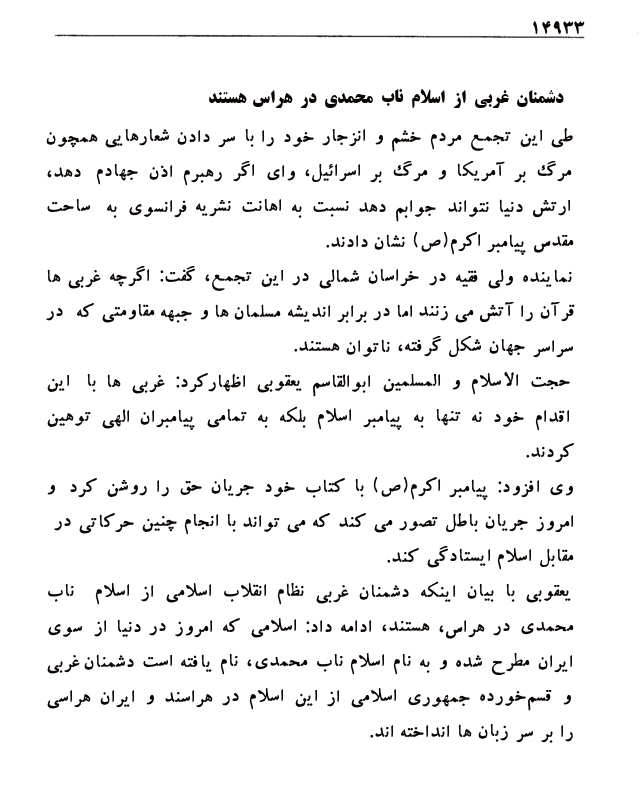 ۱۴۹۳۳
دشمنان غربی از اسلام ناب محمدی در هراس هستند
طی این تجمع مردم خشم و انزجار خود را با سر دادن شعارهایی همچون
مرگ بر آمریکا و مرگ بر اسرائیل، وای اگر رهبرم اذن جهادم دهد،
ارتش دنیا نتواند جوابم دهد نسبت به اهانت نشریه فرانسوی به ساحت
مقدس پیامبر اکرم(ص) نشان دادند.
نماینده ولی فقیه در خراسان شمالی در این تجمع، گفت: اگرچه غربی ها
قرآن را آتش می زنند اما در برابر اندیشه مسلمان ها و جبهه مقاومتی که در
سراسر جهان شکل گرفته، ناتوان هستند.
حجت الاسلام و المسلمین ابوالقاسم یعقوبی اظهارکرد: غربی ها با این
اقدام خود نه تنها به پیامبر اسلام بلکه به تمامی پیامبران الهی توهین
کردند.
وی افزود: پیامبر اکرم(ص) با کتاب خود جریان حق را روشن کرد و
امروز جریان باطل تصور می کند که می تواند با انجام چنین حرکاتی در
مقابل اسلام ایستادگی کند.
یعقوبی با بیان اینکه دشمنان غربی نظام انقلاب اسلامی از اسلام ناب
محمدی در هراس، هستند، ادامه داد: اسلامی که امروز در دنیا از سوی
ایران مطرح شده و به نام اسلام ناب محمدی، نام یافته است دشمنان غربی
و قسم‌خورده جمهوری اسلامی از این اسلام در هراسند و ایران هراسی
را بر سر زبان ها انداخته اند.